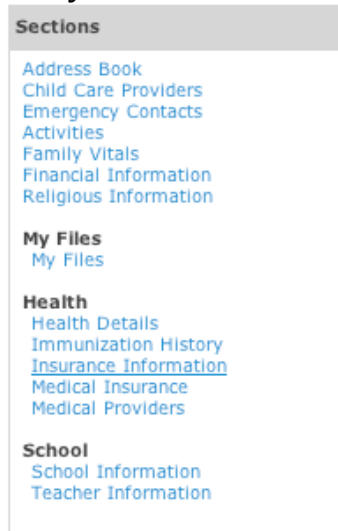 Sections
Address Book
Child Care Providers
Emergency Contacts
Activities
Family Vitals
Financial Information
Religious Information
My Files
My Files
Health
Health Details
Immunization History
Insurance Information
Medical Insurance
Medical Providers
School
School Information
Teacher Information